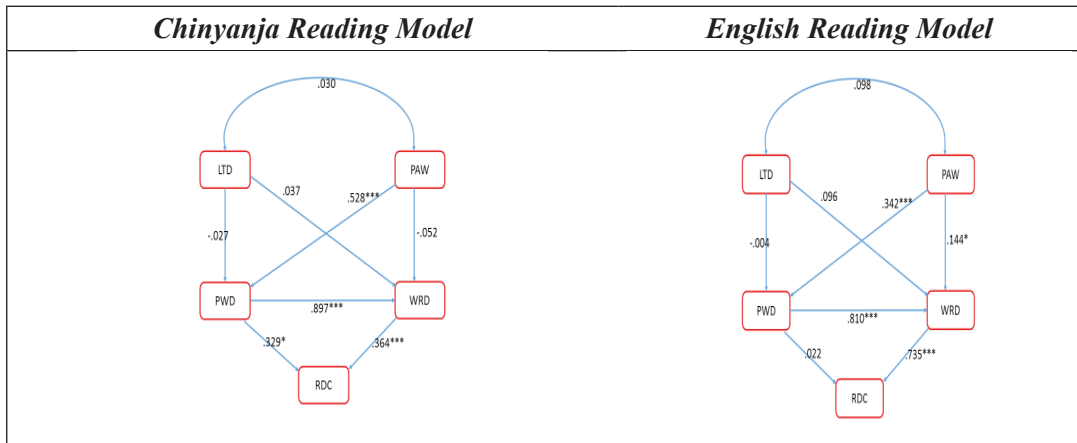 Chinyanja Reading Model
English Reading Model
.030
LTD
PAW
.037
.528***
-.027
-.052
PWD
WRD
.897***
.329*
.364***
RDC
.098
LTD
PAW
.096
.342***
-.004
.144*
PWD
WRD
.810***
.022
.735***
RDC